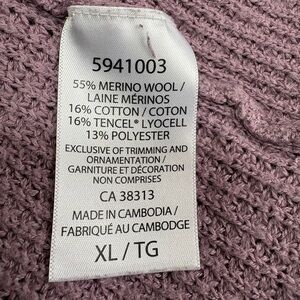 5941003
55% MERINO WOOL /
LAINE MÉRINOS
16% COTTON / COTON
16% TENCEL® LYOCELL
13% POLYESTER
EXCLUSIVE OF TRIMMING AND
ORNAMENTATION /
GARNITURE ET DÉCORATION
NON COMPRISES
CA 38313
MADE IN CAMBODIA /
FABRIQUÉ AU CAMBODGE
XL / TG